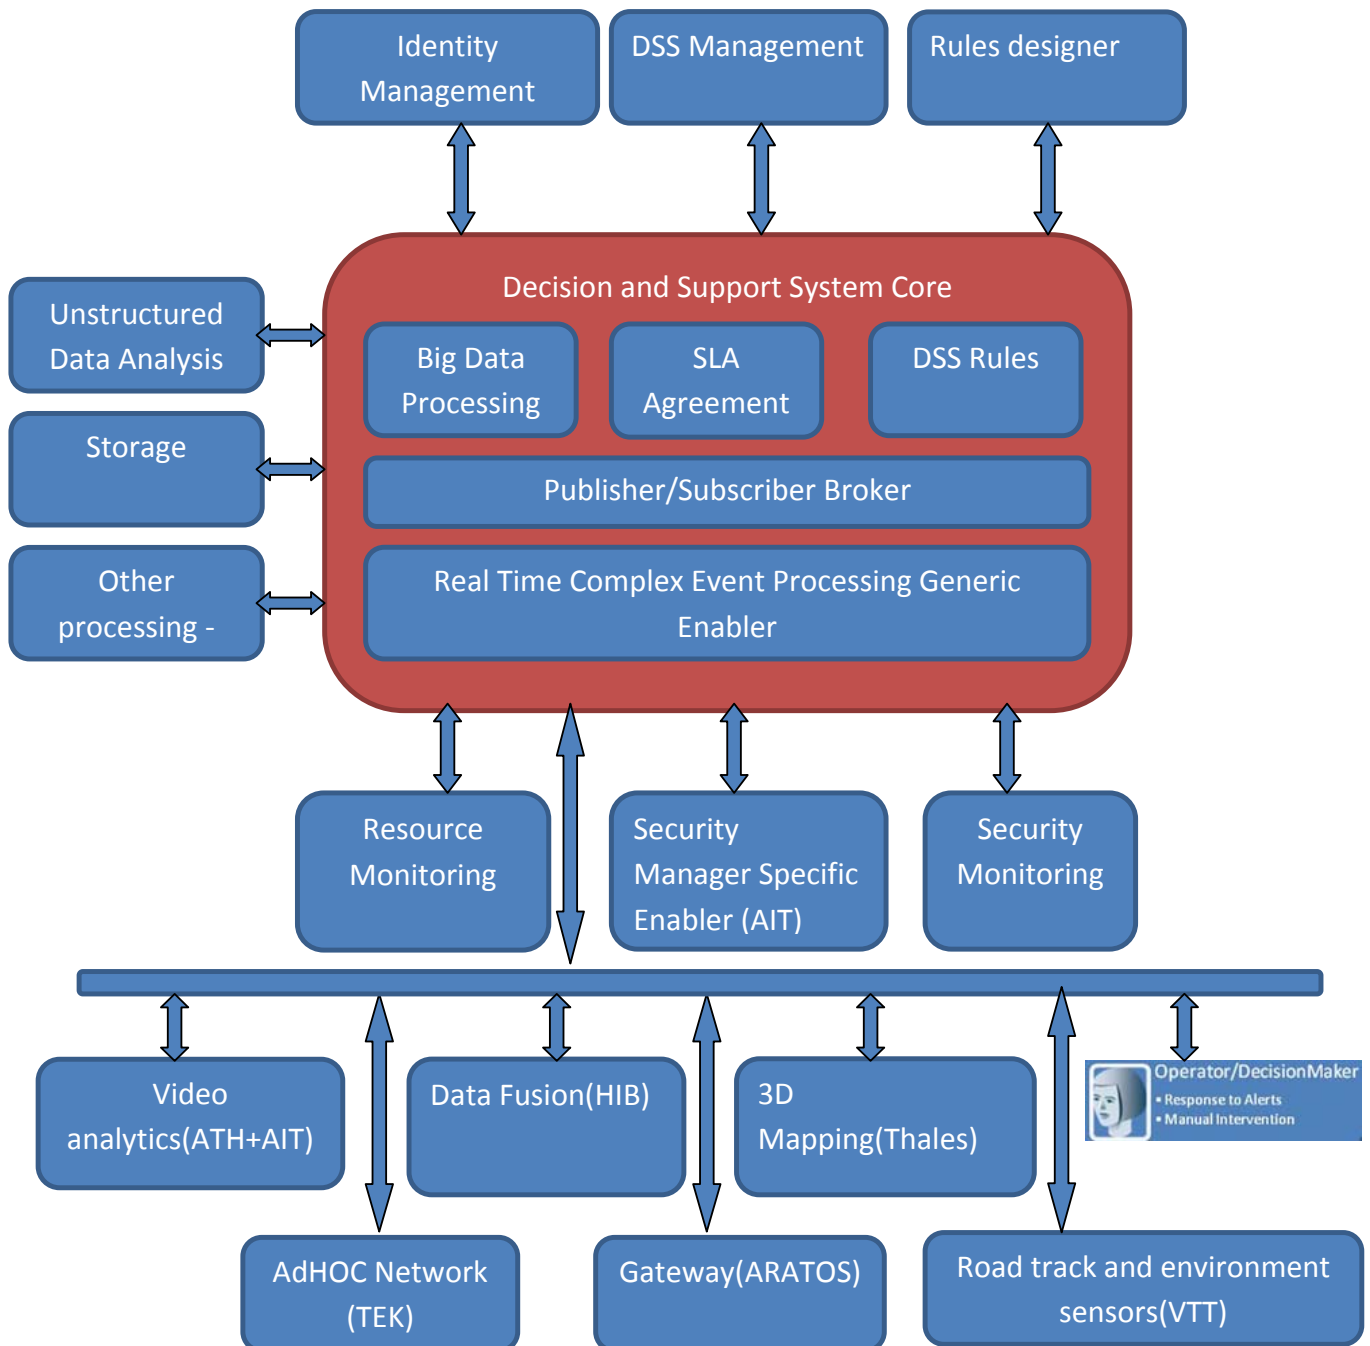 Identity
Management
DSS Management
Rules designer
Decision and Support System Core
Unstructured
Data Analysis
Big Data
Processing
SLA
Agreement
DSS Rules
Storage
Publisher/Subscriber Broker
Other
processing -
Real Time Complex Event Processing Generic
Enabler
Resource
Monitoring
Security
Manager Specific
Enabler (AIT)
Security
Monitoring
Video
analytics(ATH+AIT)
Data Fusion(HIB)
3D
Mapping(Thales)
Operator/DecisionMaker
• Response to Alerts
• Manual Intervention
AdHOC Network
(TEK)
Gateway(ARATOS)
Road track and environment
sensors(VTT)